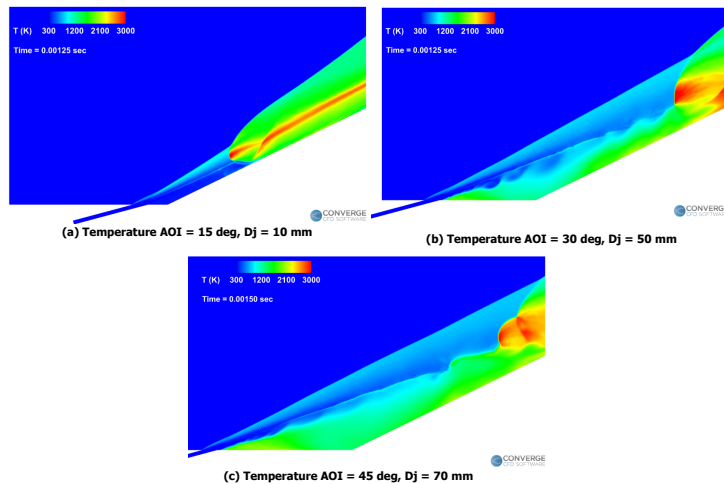 T (K) 300 1200 2100 3000
Time = 0.00125 sec
CONVERGE
CFD SOFTWARE
(a) Temperature AOI = 15 deg, Dj = 10 mm
T (K) 300 1200 2100 3000
Time = 0.00125 sec
CONVERGE
CFD SOFTWARE
(b) Temperature AOI = 30 deg, Dj = 50 mm
T (K) 300 1200 2100 3000
Time = 0.00150 sec
CONVERGE
CFD SOFTWARE
(c) Temperature AOI = 45 deg, Dj = 70 mm